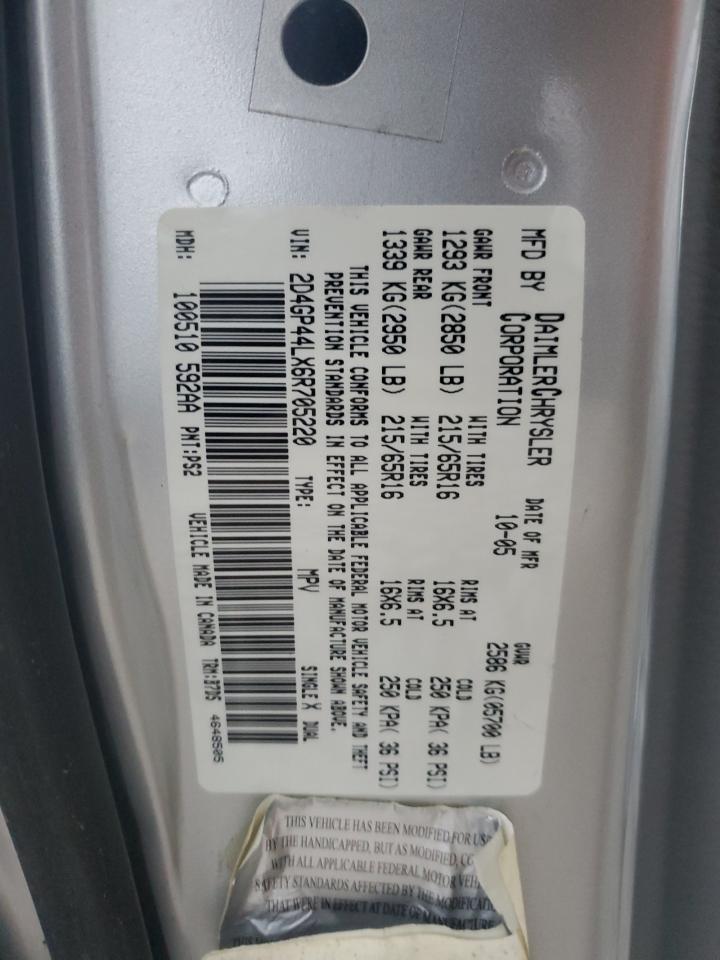 MFD BY DAIMLERCHRYSLER CORPORATION
DATE OF MFR 10-05
GVWR 2586 KG(05700 LB)
GAWR FRONT WITH TIRES RIMS AT COLD
1293 KG(2850 LB) 215/65R16 16X6.5 250 KPA( 36 PSI)
GAWR REAR WITH TIRES RIMS AT COLD
1339 KG(2950 LB) 215/65R16 16X6.5 250 KPA( 36 PSI)
THIS VEHICLE CONFORMS TO ALL APPLICABLE FEDERAL MOTOR VEHICLE SAFETY AND THEFT
PREVENTION STANDARDS IN EFFECT ON THE DATE OF MANUFACTURE SHOWN ABOVE.
VIN: 2D4GP44LX6R705220 TYPE: MPV SINGLE X DUAL
MDH: 100510 592AA PNT:PS2 VEHICLE MADE IN CANADA TRM:B7D5 4648506
THIS VEHICLE HAS BEEN MODIFIED FOR USE
BY THE HANDICAPPED, BUT AS MODIFIED, CO
WITH ALL APPLICABLE FEDERAL MOTOR VEH
SAFETY STANDARDS AFFECTED BY THE MODIFICATI
THAT WERE IN EFFECT AT DATE OF MANUFACTURE